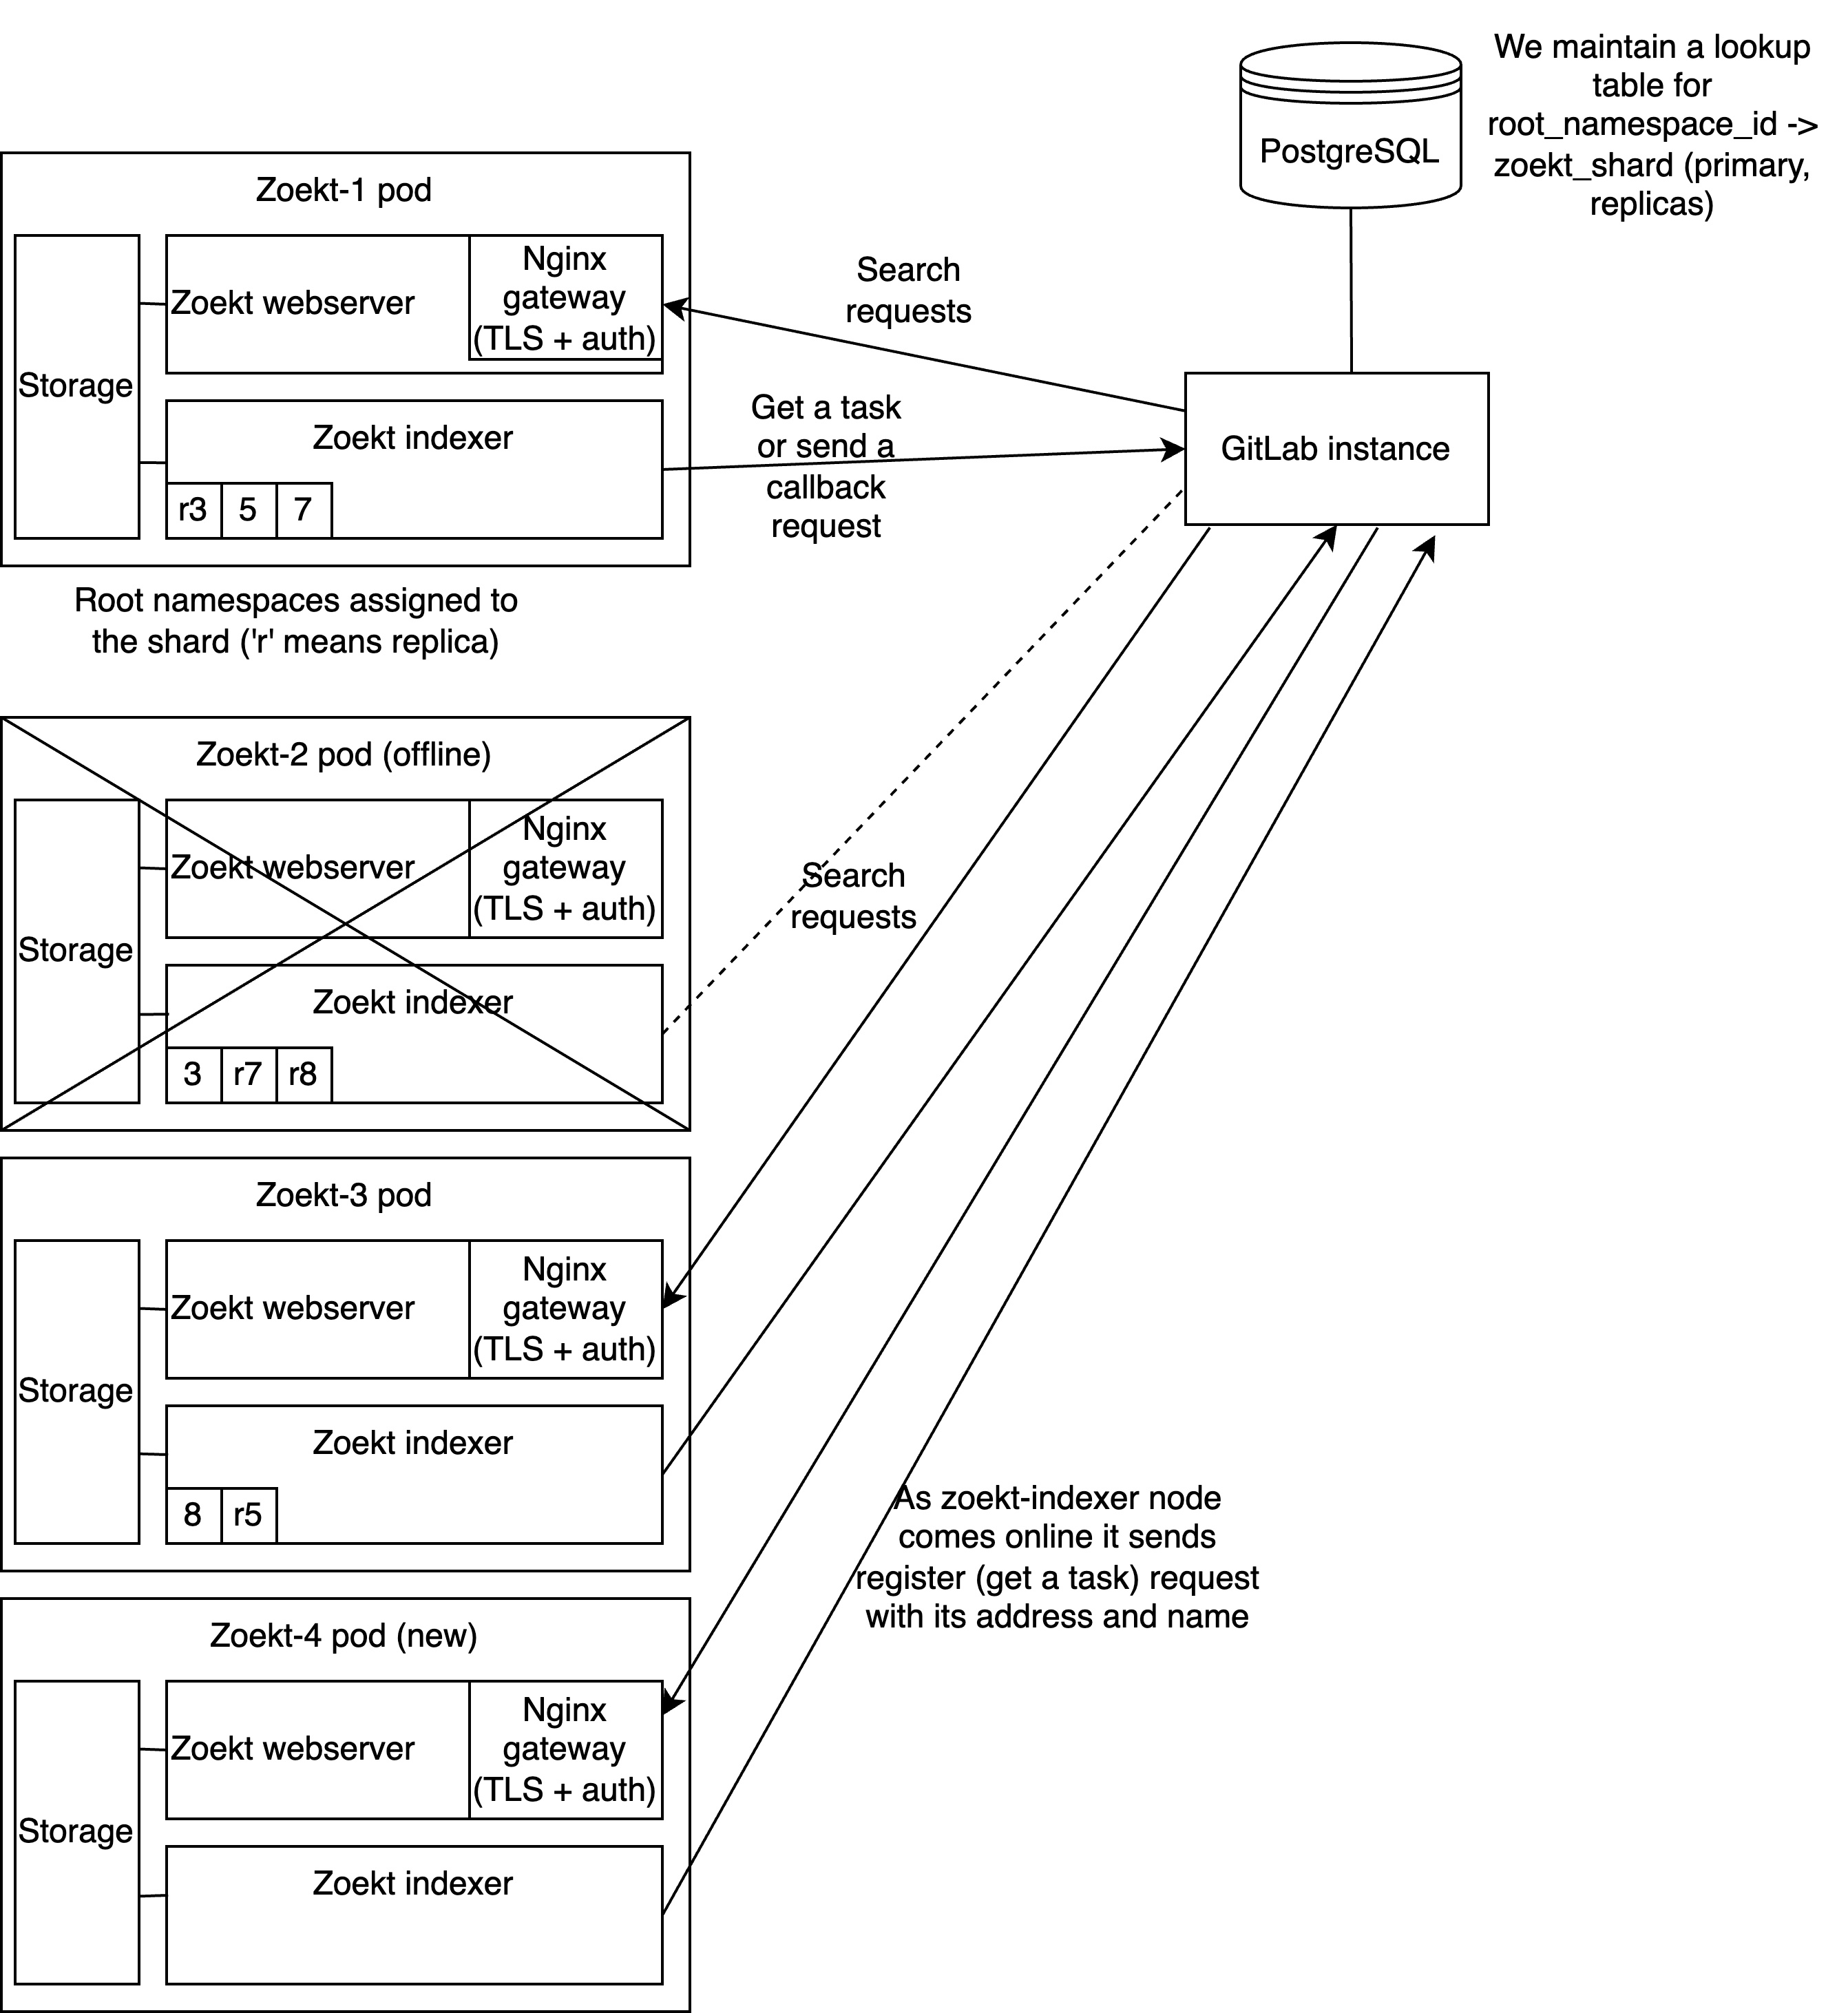 We maintain a lookup
table for
root_namespace_id ->
zoekt_shard (primary,
replicas)
PostgreSQL
Zoekt-1 pod
Storage
Zoekt webserver
Nginx
gateway
(TLS + auth)
Zoekt indexer
r3 5 7
Search
requests
Get a task
or send a
callback
request
GitLab instance
Root namespaces assigned to
the shard ('r' means replica)
Zoekt-2 pod (offline)
Storage
Zoekt webserver
Nginx
gateway
(TLS + auth)
Zoekt indexer
3 r7 r8
Search
requests
Zoekt-3 pod
Storage
Zoekt webserver
Nginx
gateway
(TLS + auth)
Zoekt indexer
8 r5
As zoekt-indexer node
comes online it sends
register (get a task) request
with its address and name
Zoekt-4 pod (new)
Storage
Zoekt webserver
Nginx
gateway
(TLS + auth)
Zoekt indexer